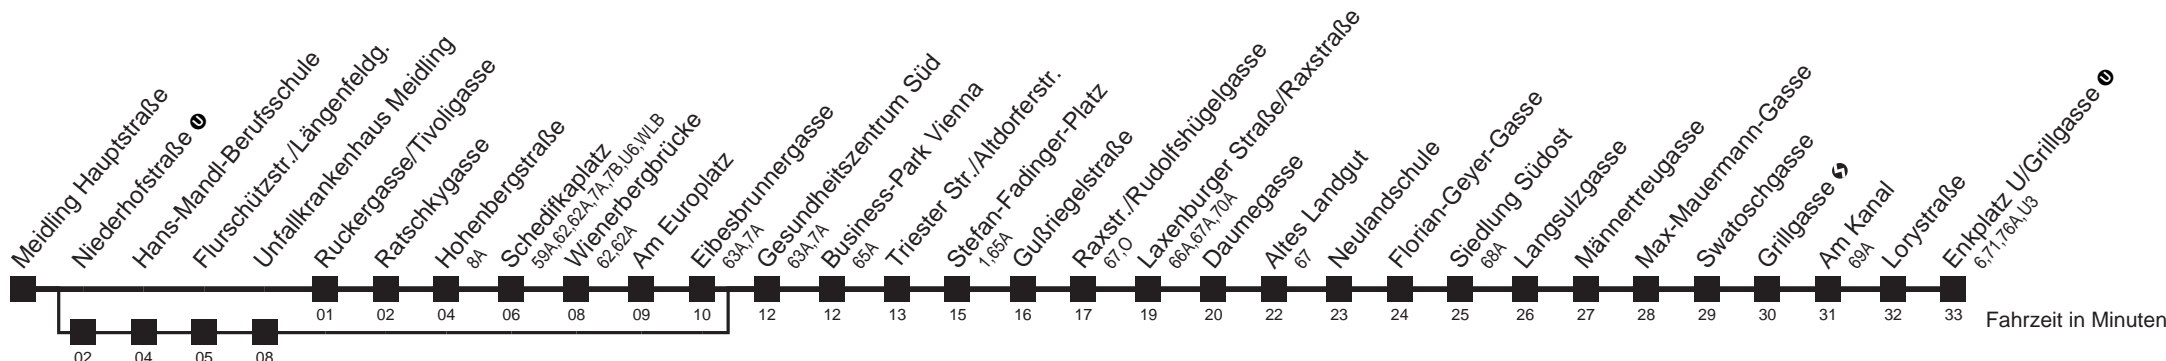 Meidling Hauptstraße
Niederhofstraße U
02
Hans-Mandl-Berufsschule
04
Flurschützstr./Längenfeldg.
05
Unfallkrankenhaus Meidling
08
Ruckergasse/Tivoligasse
01
Ratschkygasse
02
Hohenbergstraße
8A
04
Schedifkaplatz
59A,62,62A,7A,7B,U6,WLB
06
Wienerbergbrücke
62,62A
08
Am Europlatz
09
Eibesbrunnergasse
63A,7A
10
Gesundheitszentrum Süd
63A,7A
12
Business-Park Vienna
65A
12
Triester Str./Altdorferstr.
13
Stefan-Fadinger-Platz
1,65A
15
Gußriegelstraße
16
Raxstr./Rudolfshügelgasse
67,O
17
Laxenburger Straße/Raxstraße
66A,67A,70A
19
Daumegasse
20
Altes Landgut
67
22
Neulandschule
23
Florian-Geyer-Gasse
24
Siedlung Südost
68A
25
Langsulzgasse
26
Männertreugasse
27
Max-Mauermann-Gasse
28
Swatoschgasse
29
Grillgasse
30
Am Kanal
69A
31
Lorystraße
32
Enkplatz U/Grillgasse U
6,71,76A,U3
33
Fahrzeit in Minuten